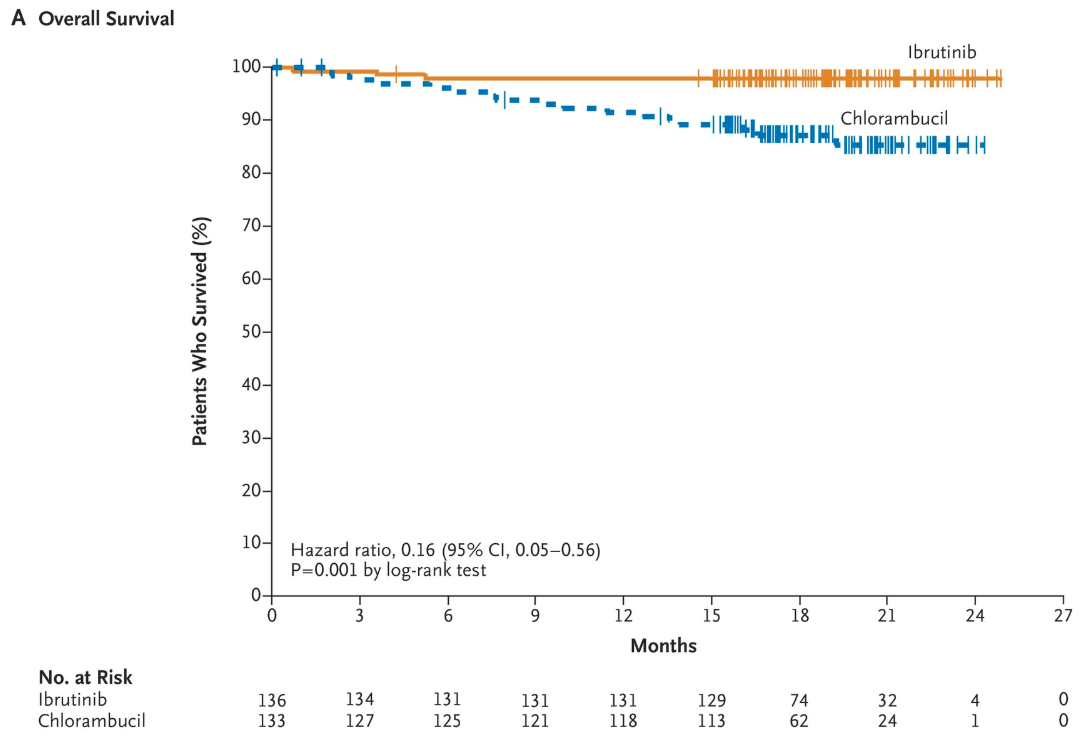 A Overall Survival
Ibrutinib
Chlorambucil
100
90
80
70
60
50
40
30
20
10
0
Patients Who Survived (%)
Hazard ratio, 0.16 (95% CI, 0.05–0.56)
P=0.001 by log-rank test
0 3 6 9 12 15 18 21 24 27
Months
No. at Risk
Ibrutinib 136 134 131 131 131 129 74 32 4 0
Chlorambucil 133 127 125 121 118 113 62 24 1 0